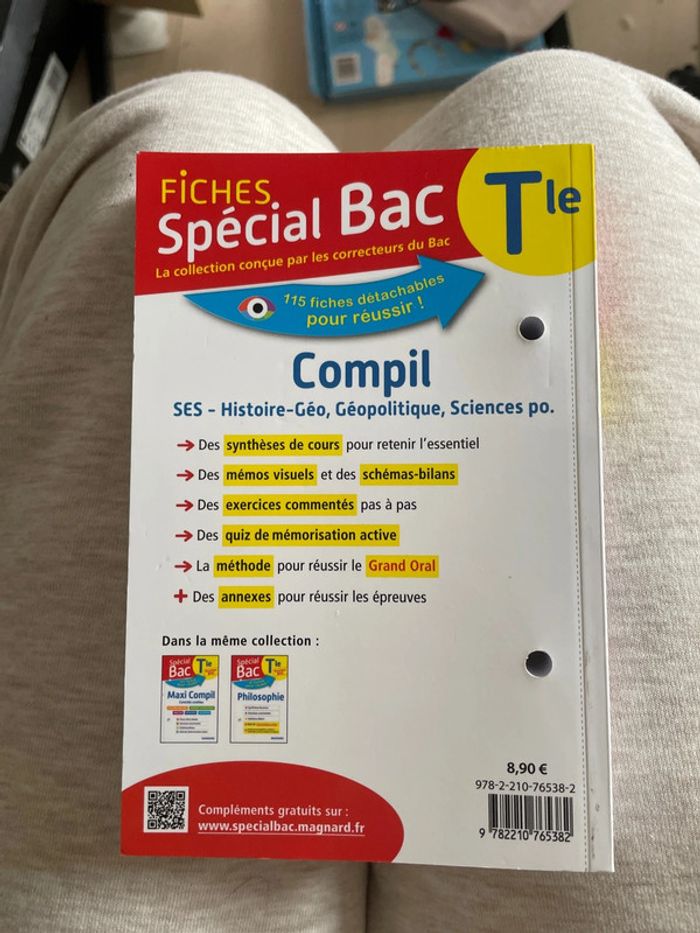 FiCHES
Spécial Bac
Tle
La collection conçue par les correcteurs du Bac
115 fiches détachables
pour réussir !
Compil
SES - Histoire-Géo, Géopolitique, Sciences po.
→ Des synthèses de cours pour retenir l'essentiel
→ Des mémos visuels et des schémas-bilans
→ Des exercices commentés pas à pas
→ Des quiz de mémorisation active
→ La méthode pour réussir le Grand Oral
+ Des annexes pour réussir les épreuves
Dans la même collection :
Spécial Bac Tle
Maxi Compil
Spécial Bac Tle
Philosophie
8,90 €
978-2-210-76538-2
9 782210 765382
Compléments gratuits sur :
www.specialbac.magnard.fr